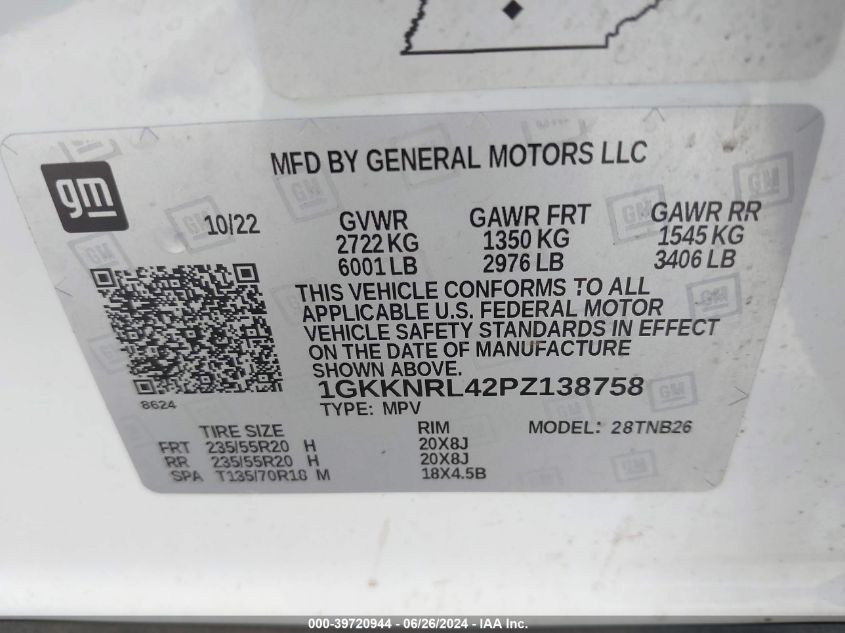 MFD BY GENERAL MOTORS LLC
gm
10/22
GVWR GAWR FRT GAWR RR
2722 KG 1350 KG 1545 KG
6001 LB 2976 LB 3406 LB
THIS VEHICLE CONFORMS TO ALL
APPLICABLE U.S. FEDERAL MOTOR
VEHICLE SAFETY STANDARDS IN EFFECT
ON THE DATE OF MANUFACTURE
SHOWN ABOVE.
1GKKNRL42PZ138758
8624
TYPE: MPV
TIRE SIZE RIM MODEL: 28TNB26
FRT 235/55R20 H 20X8J
RR 235/55R20 H 20X8J
SPA T135/70R18 M 18X4.5B
000-39720944 - 06/26/2024 - IAA Inc.